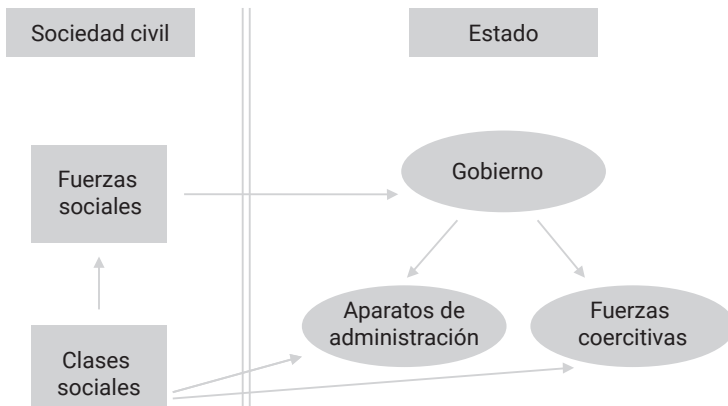 Sociedad civil
Estado
Fuerzas
sociales
Gobierno
Aparatos de
administración
Fuerzas
coercitivas
Clases
sociales